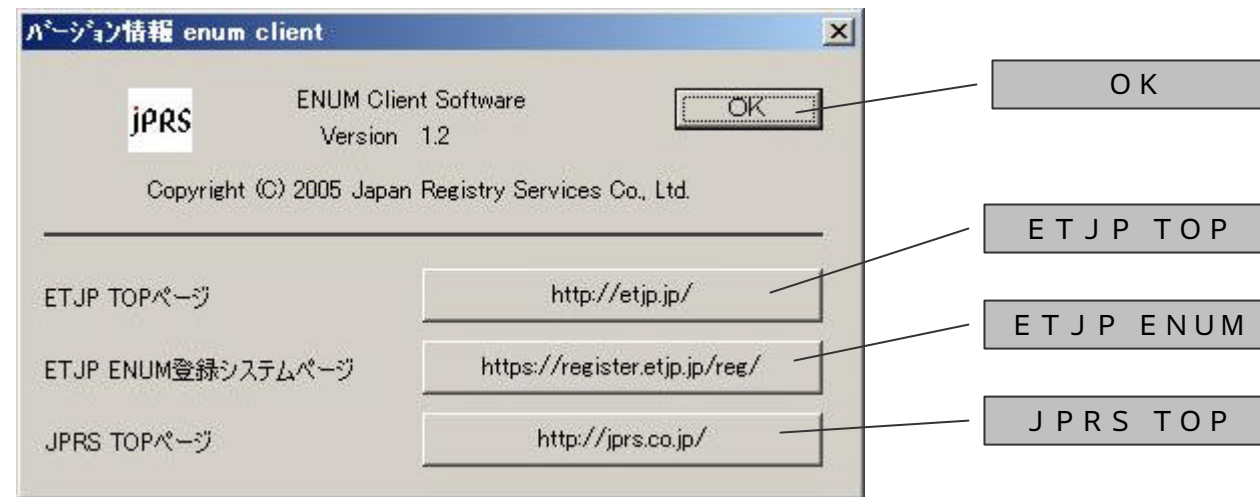 バージョン情報 enum client
jPRS
ENUM Client Software
Version 1.2
OK
Copyright (C) 2005 Japan Registry Services Co., Ltd.
ETJP TOPページ
http://etjp.jp/
ETJP ENUM登録システムページ
https://register.etjp.jp/reg/
JPRS TOPページ
http://jprs.co.jp/
OK
ETJP TOP
ETJP ENUM
JPRS TOP